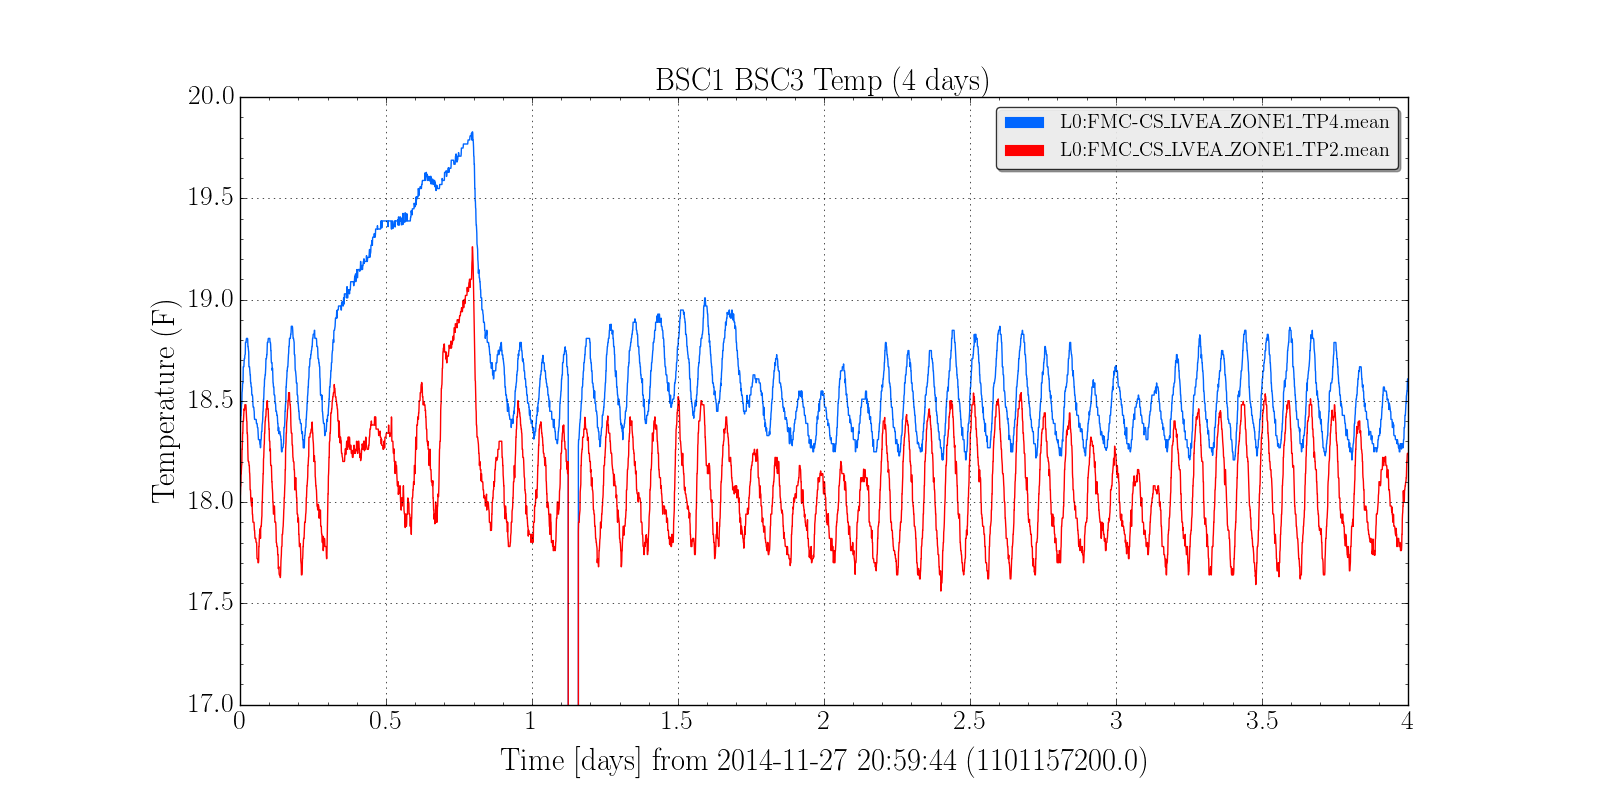 BSC1 BSC3 Temp (4 days)
L0:FMC-CS_LVEA_ZONE1_TP4.mean
L0:FMC_CS_LVEA_ZONE1_TP2.mean
Temperature (F)
20.0
19.5
19.0
18.5
18.0
17.5
17.0
0 0.5 1 1.5 2 2.5 3 3.5 4
Time [days] from 2014-11-27 20:59:44 (1101157200.0)